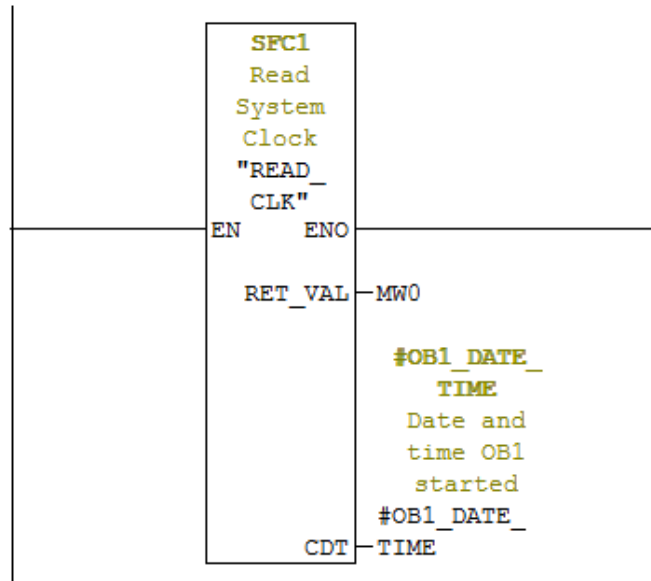 SFC1
Read
System
Clock
"READ_
CLK"
EN ENO
RET_VAL MW0
#OB1_DATE_
TIME
Date and
time OB1
started
#OB1_DATE_
CDT TIME